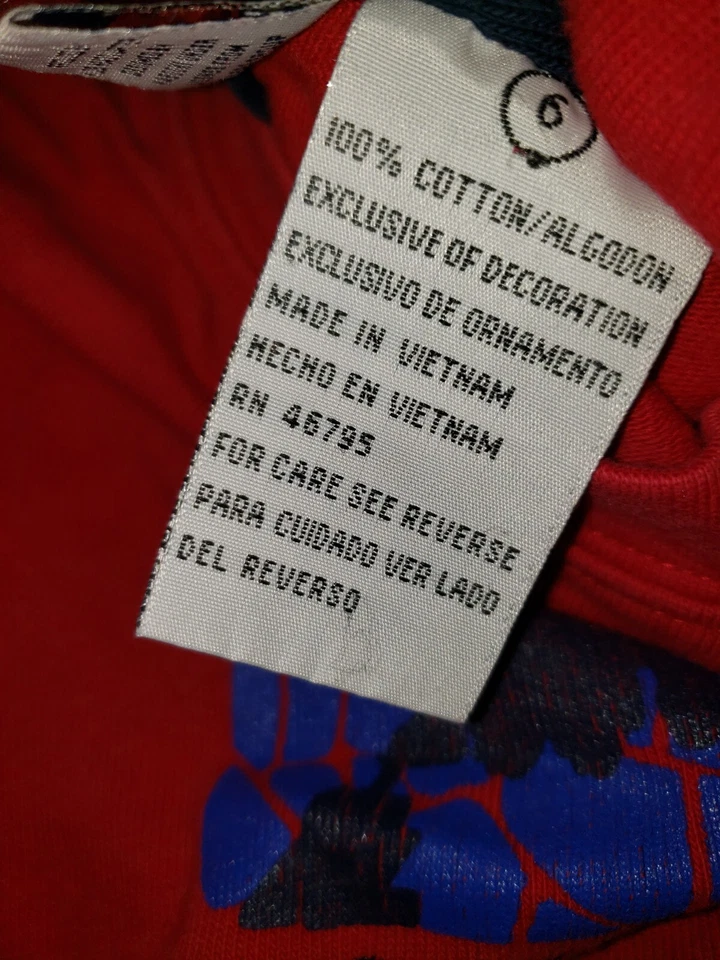 6
100% COTTON/ALGODON
EXCLUSIVE OF DECORATION
EXCLUSIVO DE ORNAMENTO
MADE IN VIETNAM
HECHO EN VIETNAM
RN 46795
FOR CARE SEE REVERSE
PARA CUIDADO VER LADO
DEL REVERSO